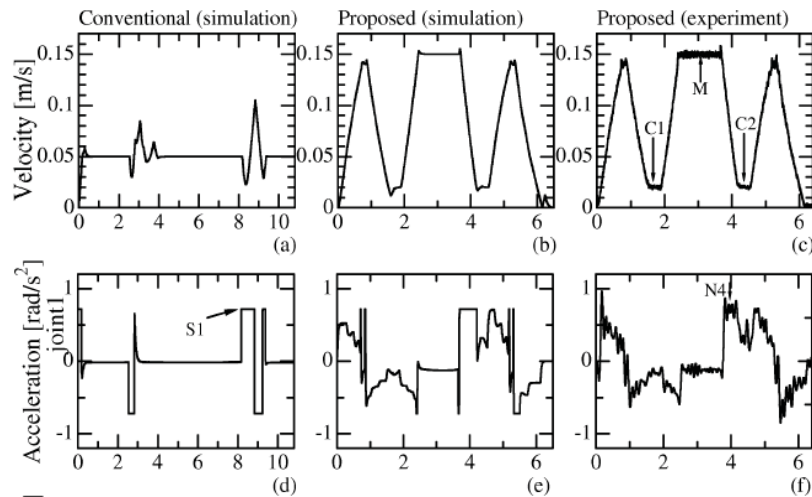 Conventional (simulation) Proposed (simulation) Proposed (experiment)
Velocity [m/s]
0.15 0.15 0.15
0.1 0.1 0.1
0.05 0.05 0.05
0 0 0
M
C1 C2
0 2 4 6 8 10 0 2 4 6 0 2 4 6
(a) (b) (c)
Acceleration [rad/s²]
joint1
1 1 1
0 0 0
-1 -1 -1
S1 N4
0 2 4 6 8 10 0 2 4 6 0 2 4 6
(d) (e) (f)